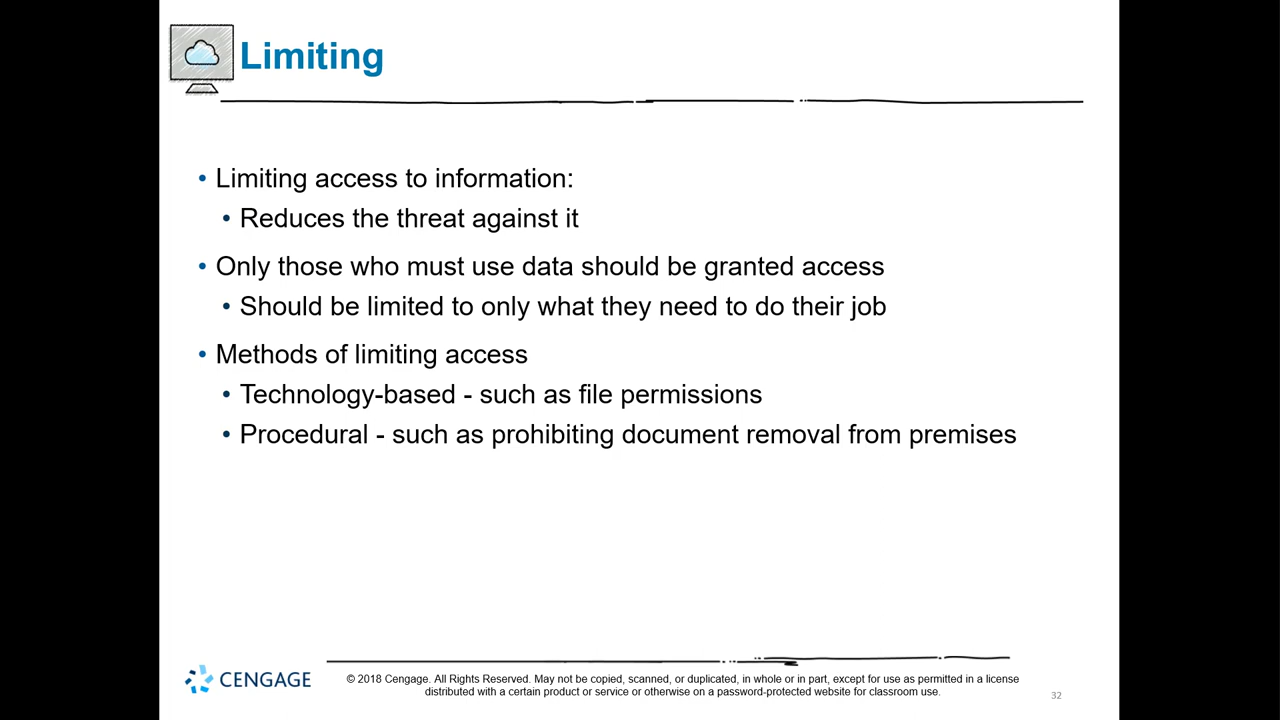 Limiting
• Limiting access to information:
• Reduces the threat against it
• Only those who must use data should be granted access
• Should be limited to only what they need to do their job
• Methods of limiting access
• Technology-based - such as file permissions
• Procedural - such as prohibiting document removal from premises
CENGAGE
© 2018 Cengage. All Rights Reserved. May not be copied, scanned, or duplicated, in whole or in part, except for use as permitted in a license
distributed with a certain product or service or otherwise on a password-protected website for classroom use.
32